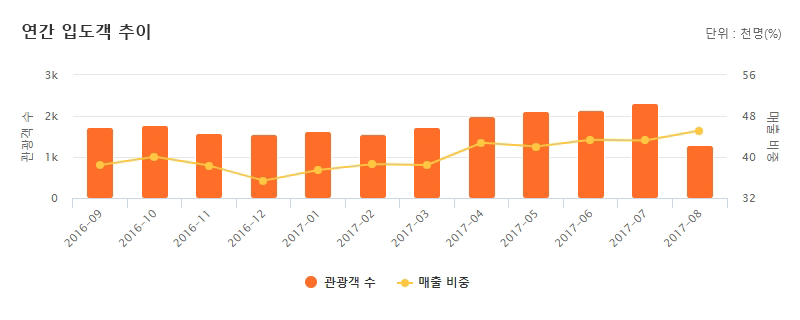 연간 입도객 추이
단위 : 천명(%)
관광객 수
3k
2k
1k
0
56
48
40
32
매출 비중
2016-09
2016-10
2016-11
2016-12
2017-01
2017-02
2017-03
2017-04
2017-05
2017-06
2017-07
2017-08
관광객 수
매출 비중